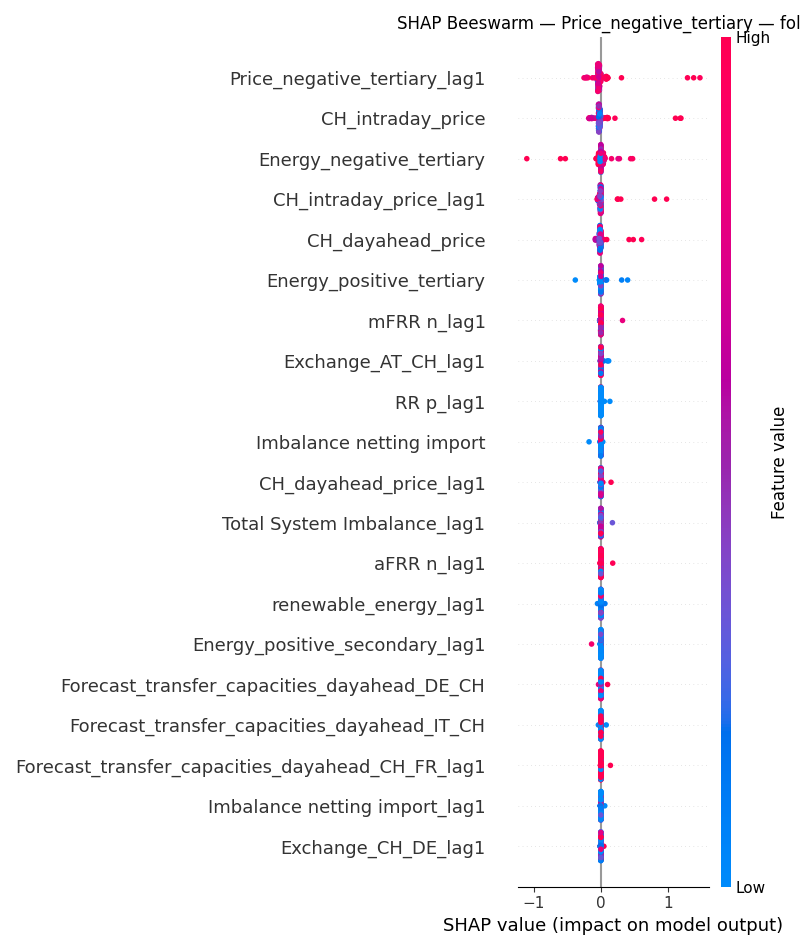 SHAP Beeswarm — Price_negative_tertiary — fol
High
Price_negative_tertiary_lag1
CH_intraday_price
Energy_negative_tertiary
CH_intraday_price_lag1
CH_dayahead_price
Energy_positive_tertiary
mFRR n_lag1
Exchange_AT_CH_lag1
RR p_lag1
Imbalance netting import
CH_dayahead_price_lag1
Total System Imbalance_lag1
aFRR n_lag1
renewable_energy_lag1
Energy_positive_secondary_lag1
Forecast_transfer_capacities_dayahead_DE_CH
Forecast_transfer_capacities_dayahead_IT_CH
Forecast_transfer_capacities_dayahead_CH_FR_lag1
Imbalance netting import_lag1
Exchange_CH_DE_lag1
Feature value
Low
−1 0 1
SHAP value (impact on model output)